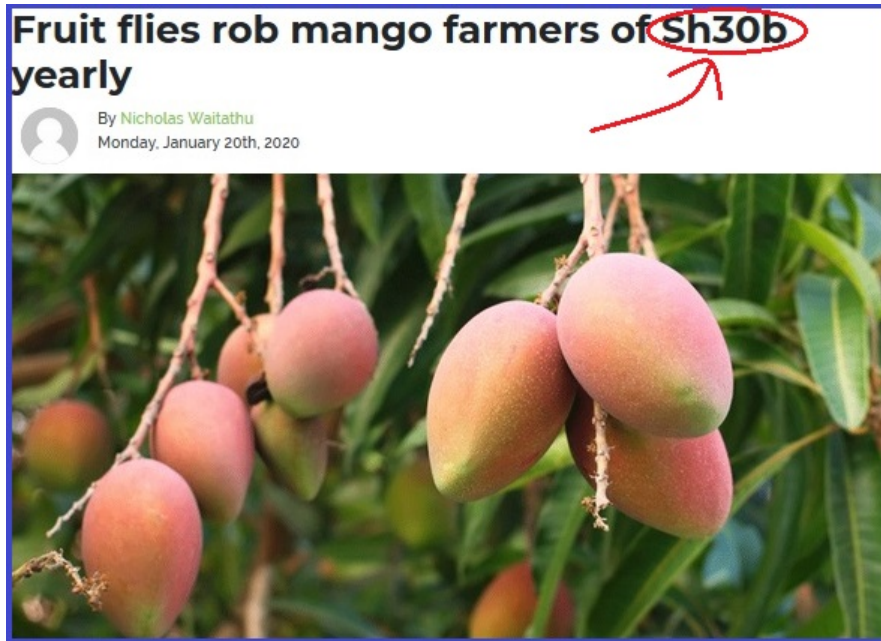 Fruit flies rob mango farmers of Sh30b
yearly
By Nicholas Waitathu
Monday, January 20th, 2020